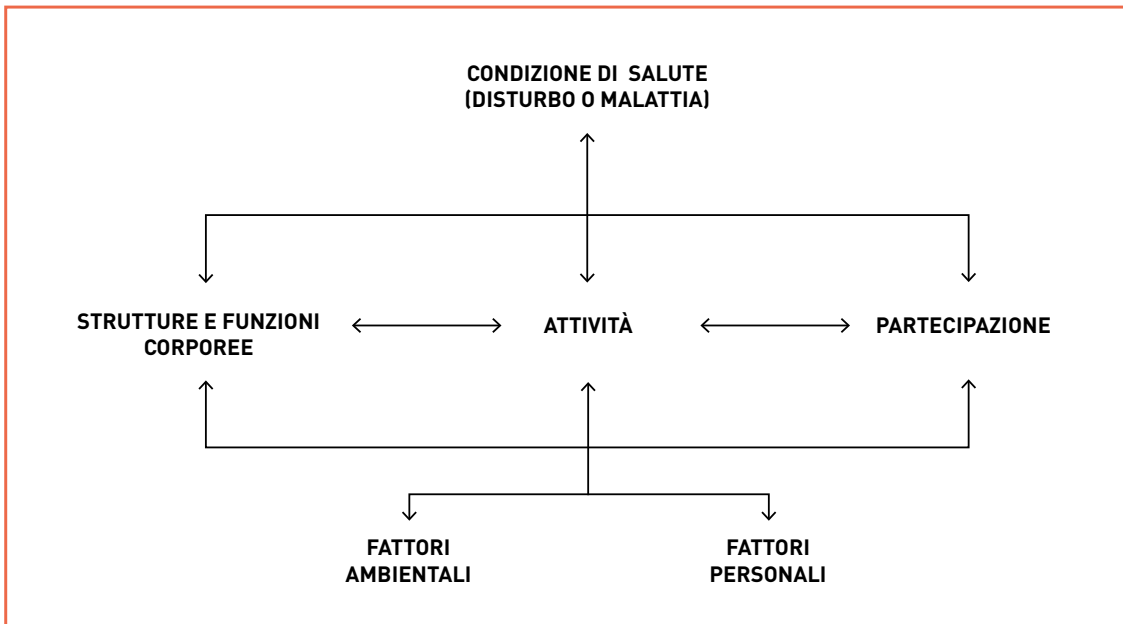 CONDIZIONE DI SALUTE
(DISTURBO O MALATTIA)
STRUTTURE E FUNZIONI
CORPOREE
ATTIVITÀ
PARTECIPAZIONE
FATTORI
AMBIENTALI
FATTORI
PERSONALI